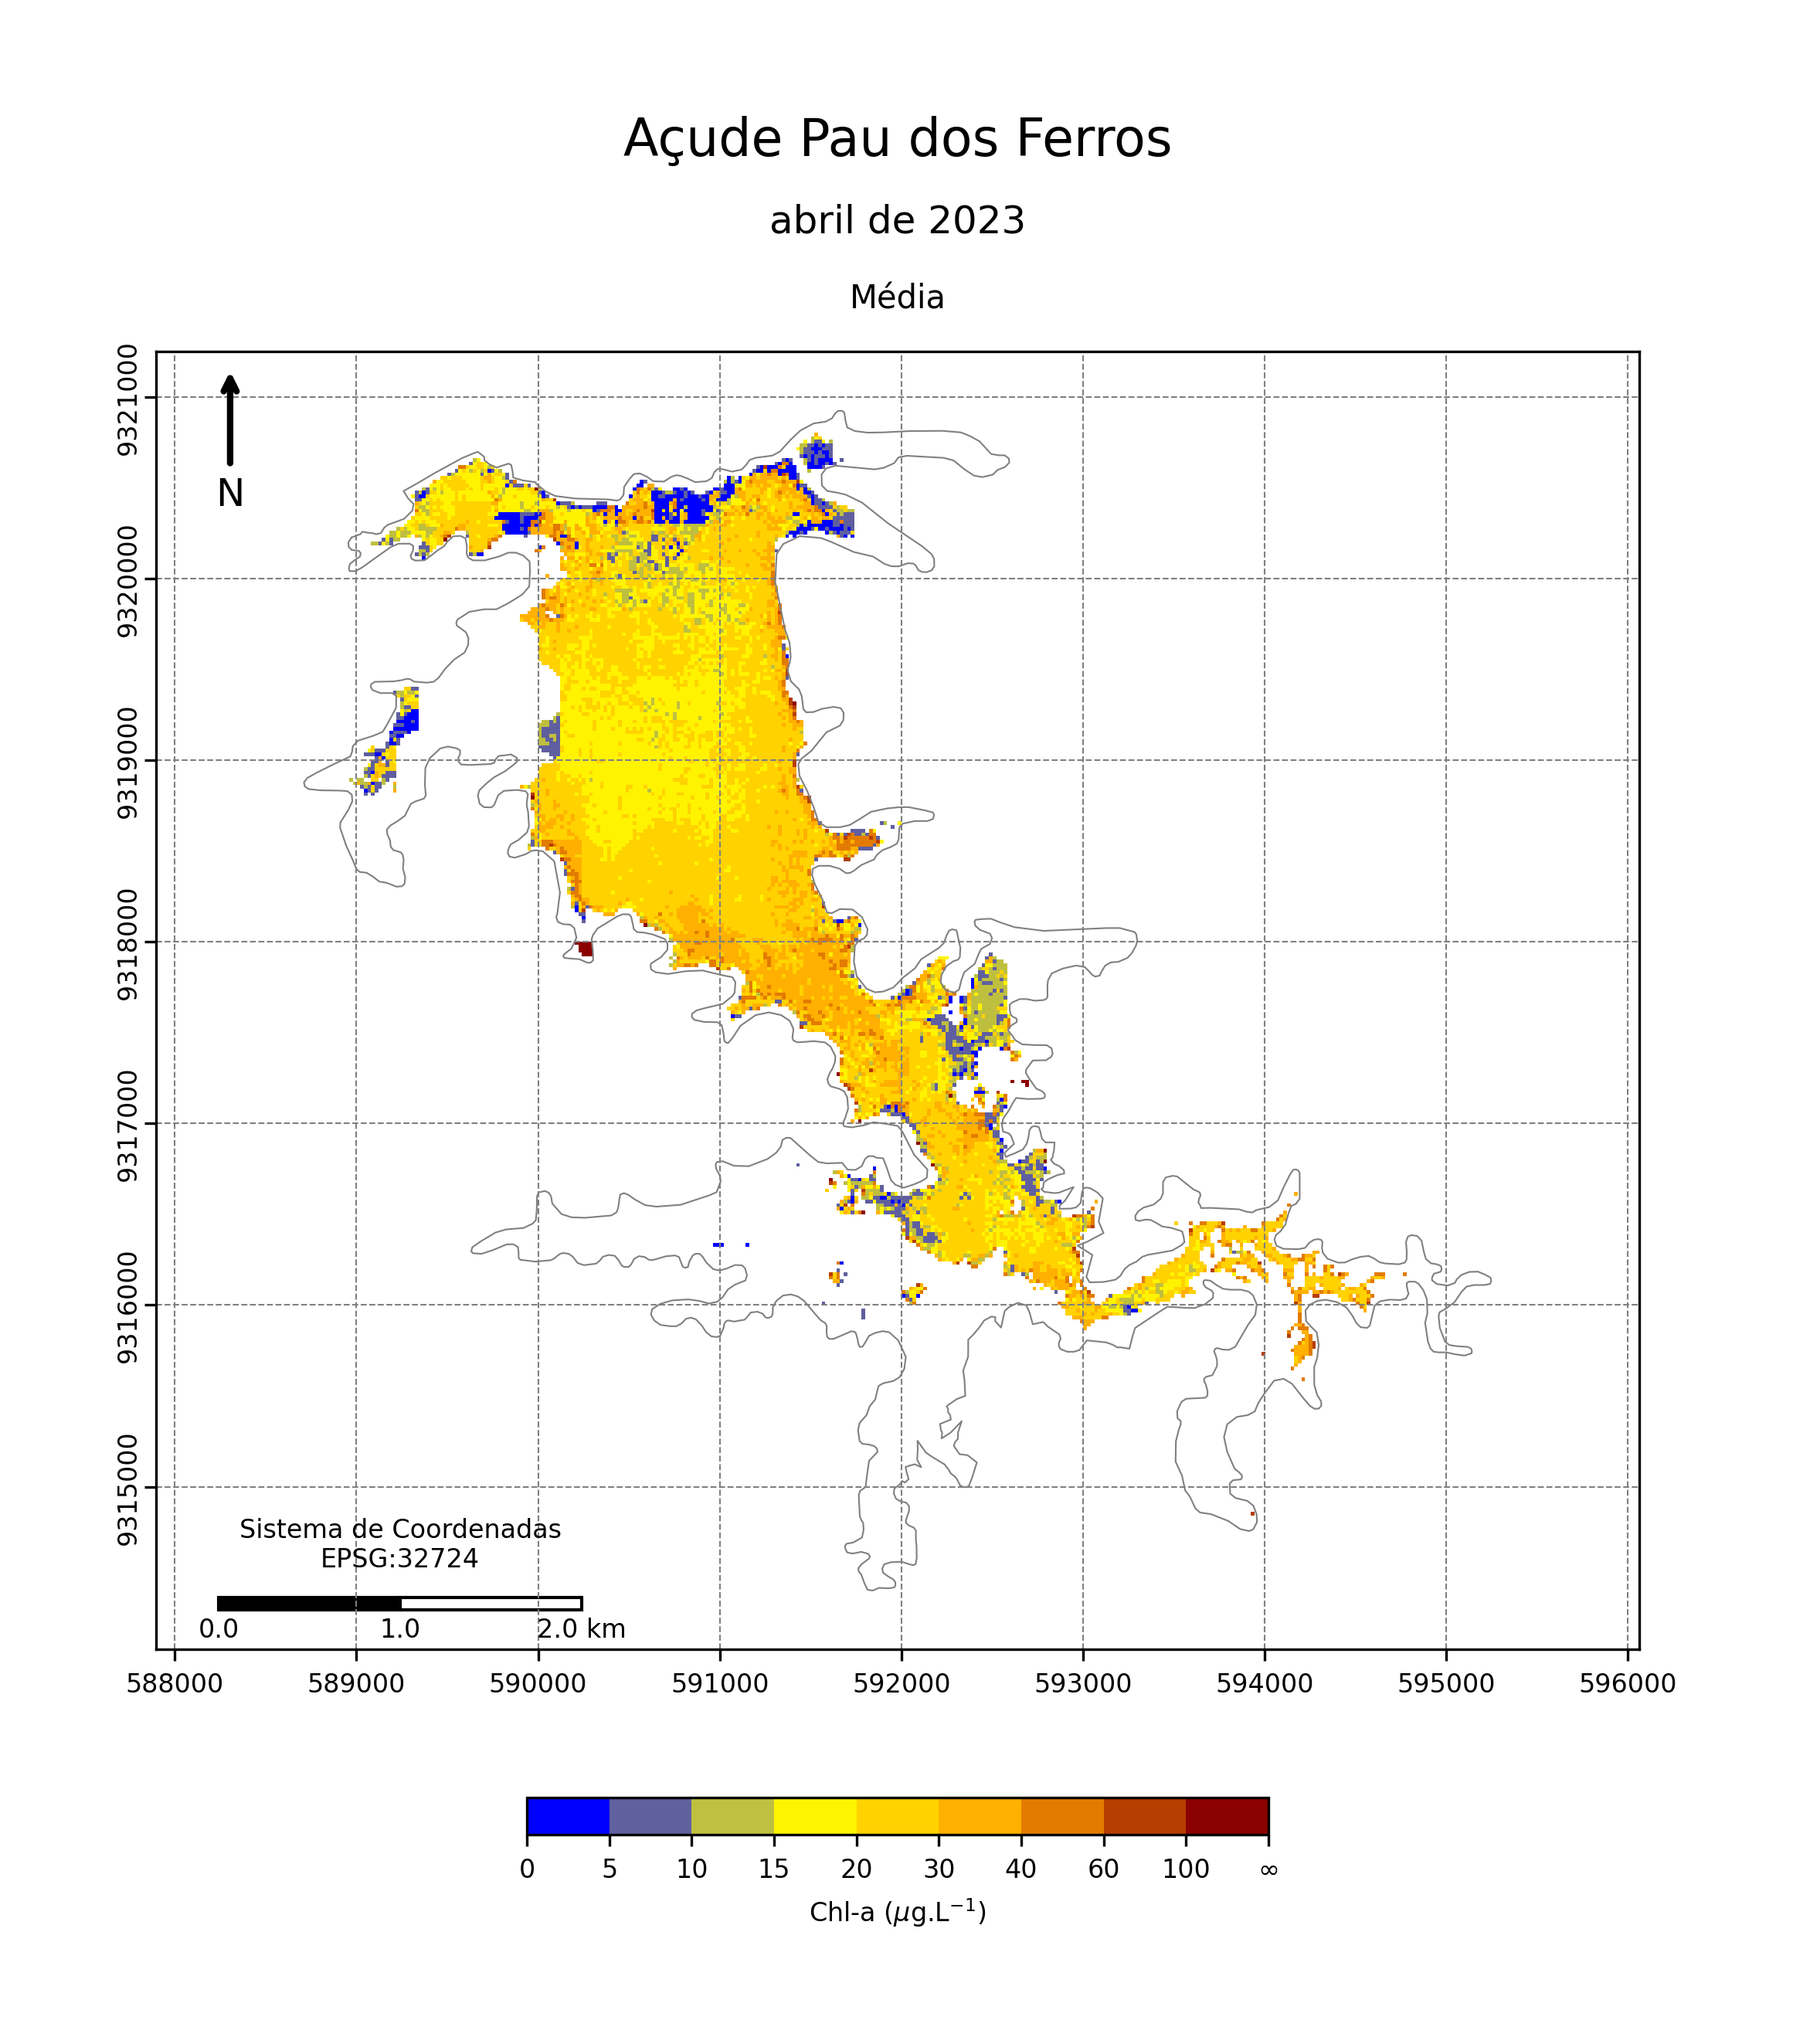 Açude Pau dos Ferros
abril de 2023
Média
9321000
9320000
9319000
9318000
9317000
9316000
9315000
N
Sistema de Coordenadas
EPSG:32724
0.0 1.0 2.0 km
588000 589000 590000 591000 592000 593000 594000 595000 596000
0 5 10 15 20 30 40 60 100 ∞
Chl-a (μg.L⁻¹)